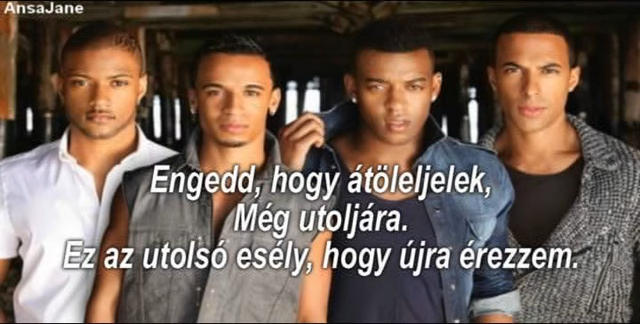 AnsaJane
Engedd, hogy átöleljelek,
Még utoljára.
Ez az utolsó esély, hogy újra érezzem.